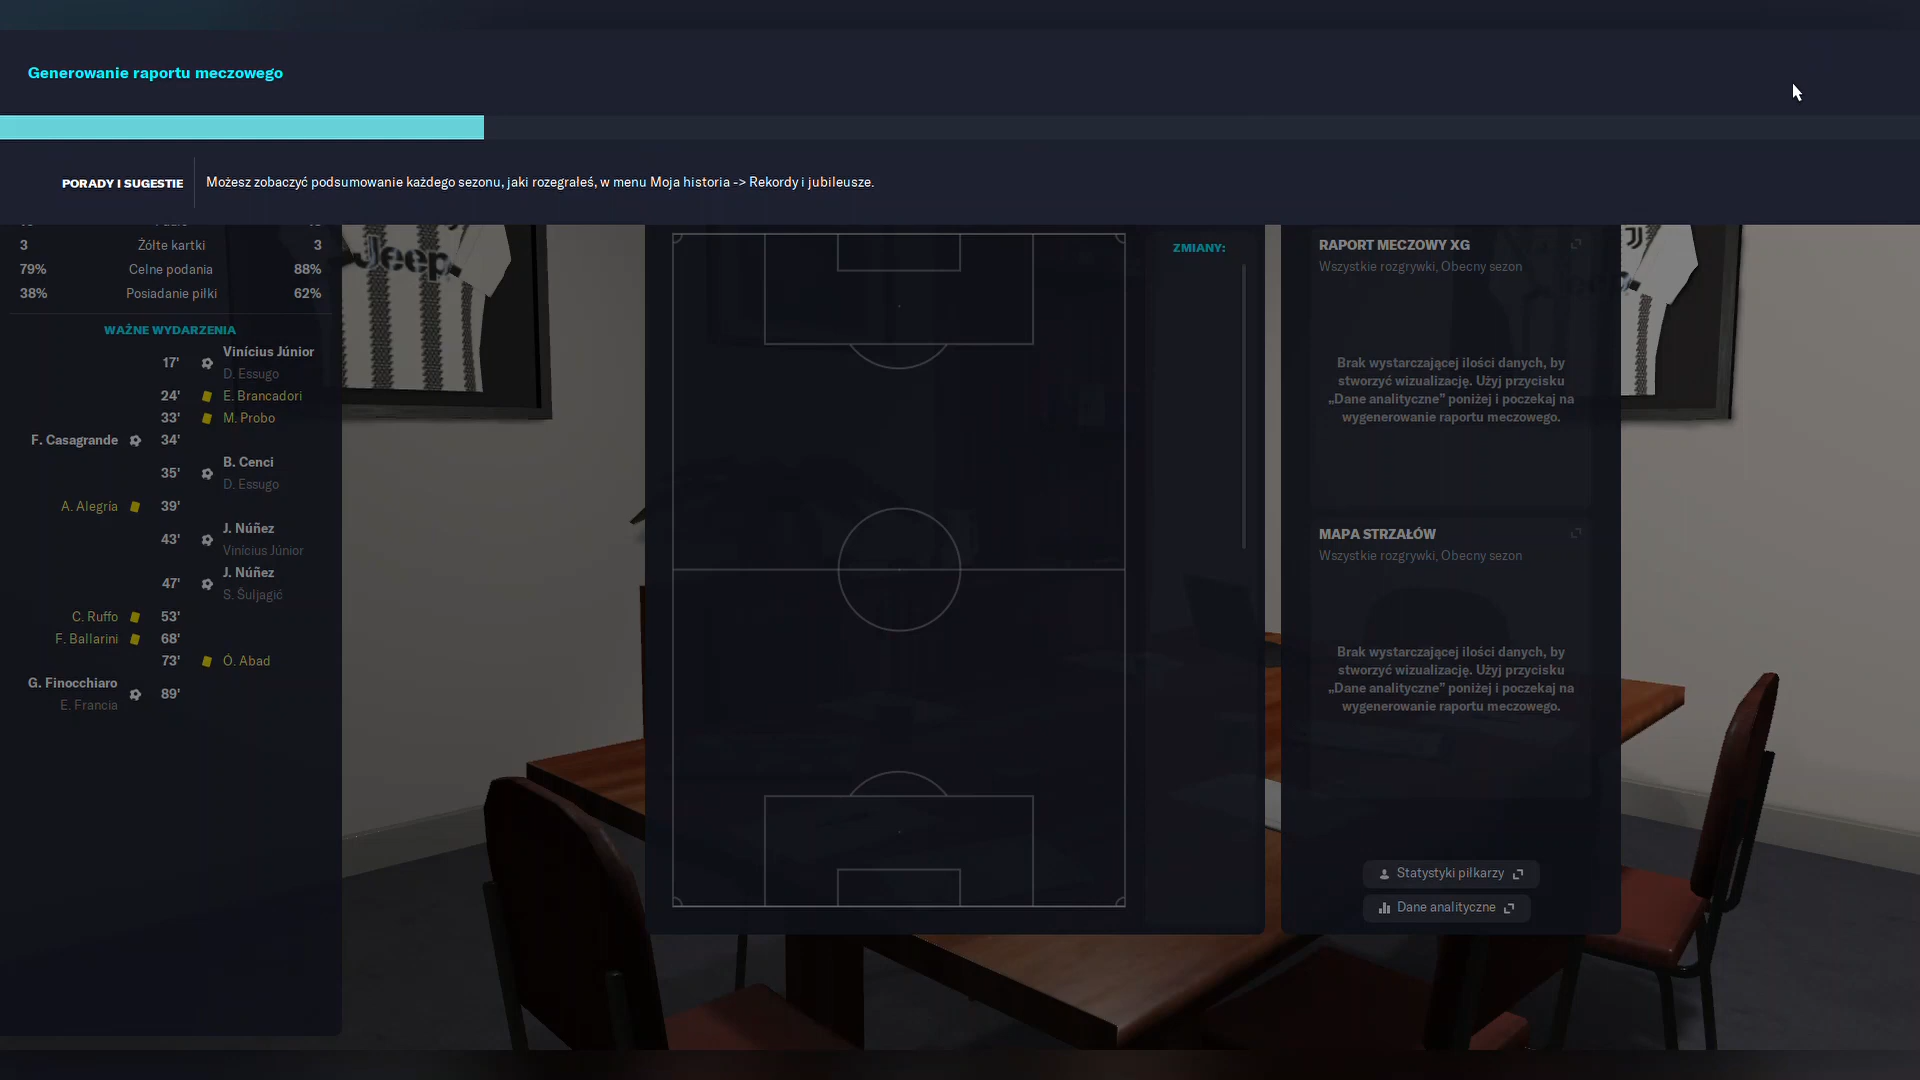 Generowanie raportu meczowego
PORADY I SUGESTIE
Możesz zobaczyć podsumowanie każdego sezonu, jaki rozegrałeś, w menu Moja historia -> Rekordy i jubileusze.
3 Żółte kartki 3
79% Celne podania 88%
38% Posiadanie piłki 62%
WAŻNE WYDARZENIA
17' Vinícius Júnior
D. Essugo
24' E. Brancadori
33' M. Probo
F. Casagrande 34'
35' B. Cenci
D. Essugo
A. Alegria 39'
43' J. Núñez
Vinícius Júnior
47' J. Núñez
S. Šuljagić
C. Ruffo 53'
F. Ballarini 68'
73' Ó. Abad
G. Finocchiaro 89'
E. Francia
Jeep
ZMIANY:
RAPORT MECZOWY XG
Wszystkie rozgrywki, Obecny sezon
Brak wystarczającej ilości danych, by
stworzyć wizualizację. Użyj przycisku
„Dane analityczne” poniżej i poczekaj na
wygenerowanie raportu meczowego.
MAPA STRZAŁÓW
Wszystkie rozgrywki, Obecny sezon
Brak wystarczającej ilości danych, by
stworzyć wizualizację. Użyj przycisku
„Dane analityczne” poniżej i poczekaj na
wygenerowanie raportu meczowego.
Statystyki piłkarzy
Dane analityczne